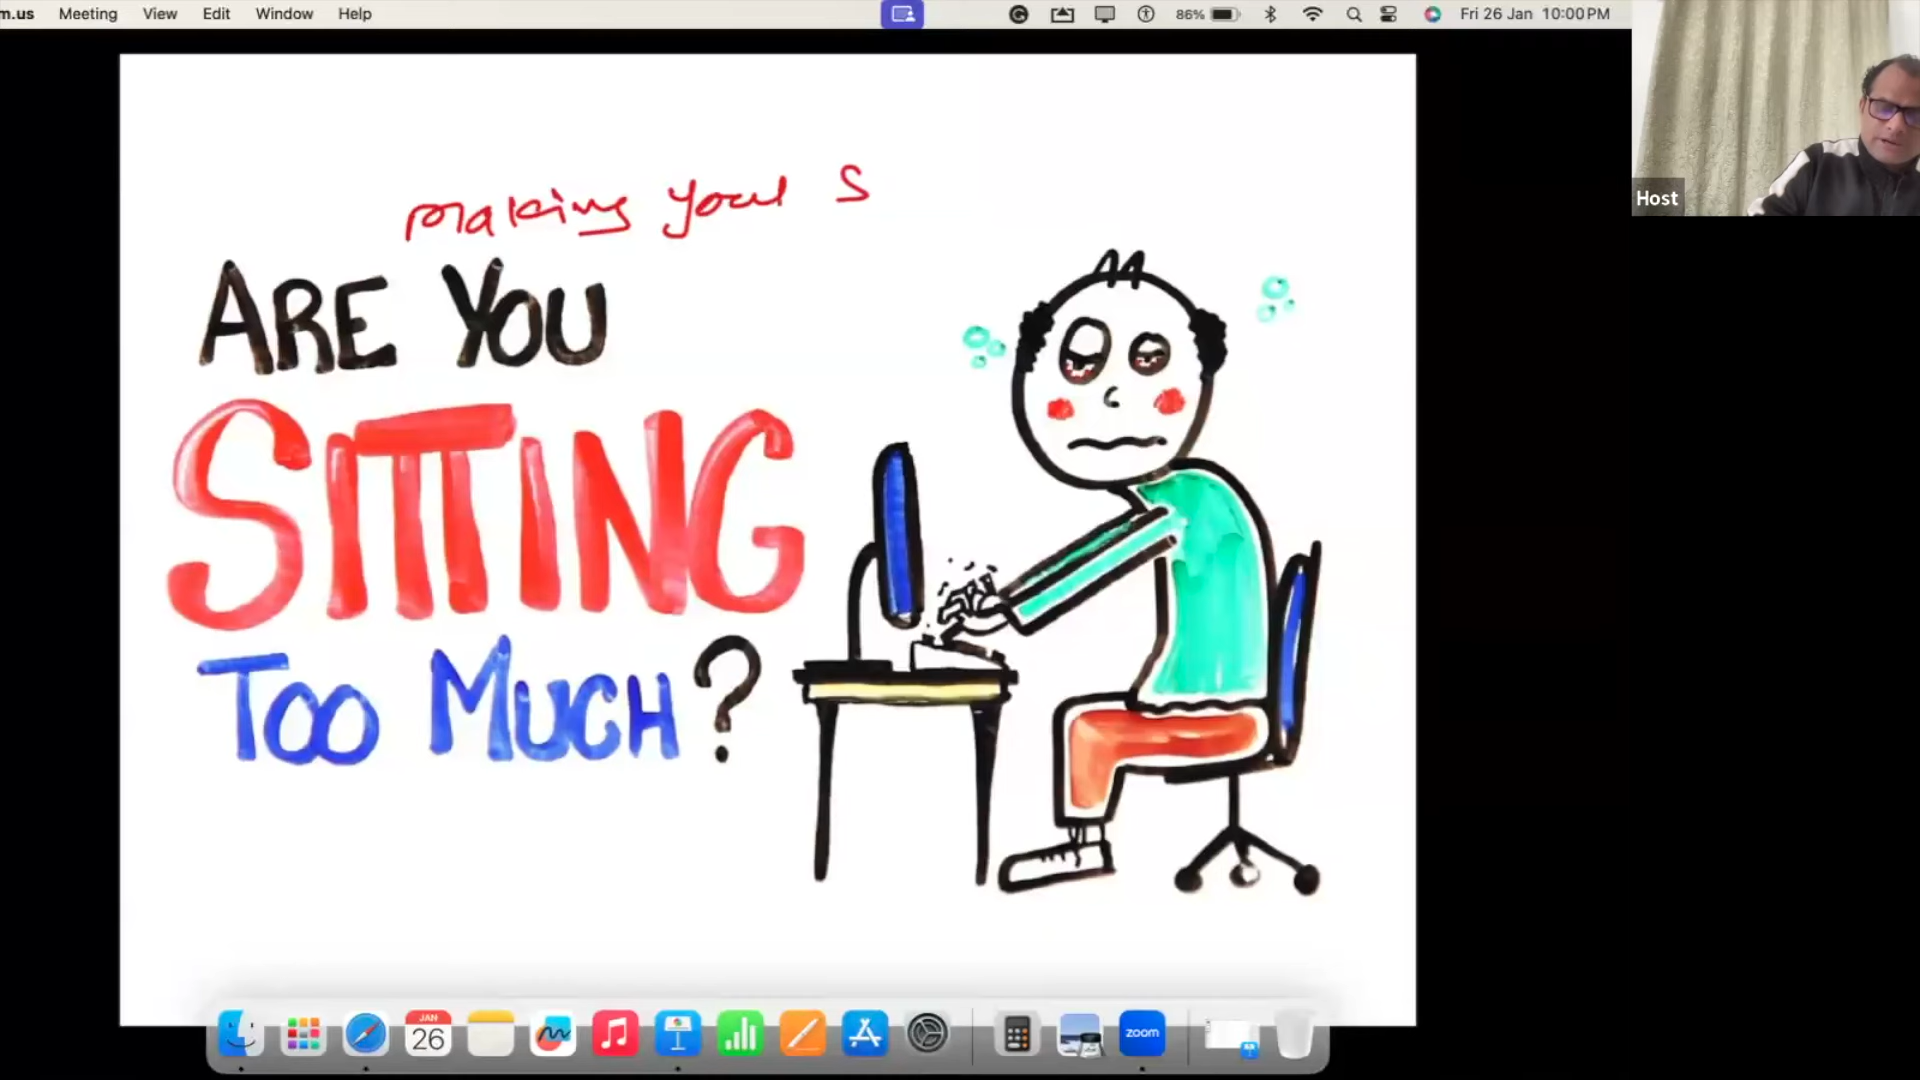 m.us Meeting View Edit Window Help 86% Fri 26 Jan 10:00 PM
Host
making your S
ARE YOU
SITTING
TOO MUCH?
JAN
26
zoom